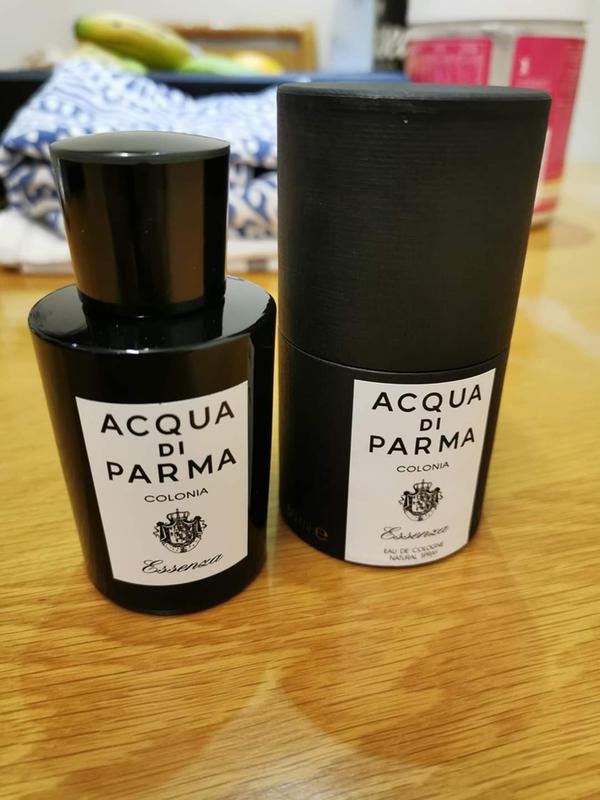 ACQUA
DI
PARMA
COLONIA
Essenza
ACQUA
DI
PARMA
COLONIA
Essenza
EAU DE COLOGNE
NATURAL SPRAY